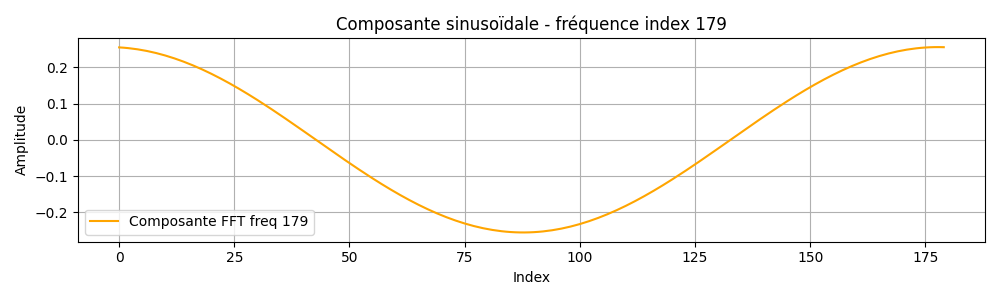 Composante sinusoïdale - fréquence index 179
Amplitude
0.2
0.1
0.0
−0.1
−0.2
Composante FFT freq 179
0 25 50 75 100 125 150 175
Index